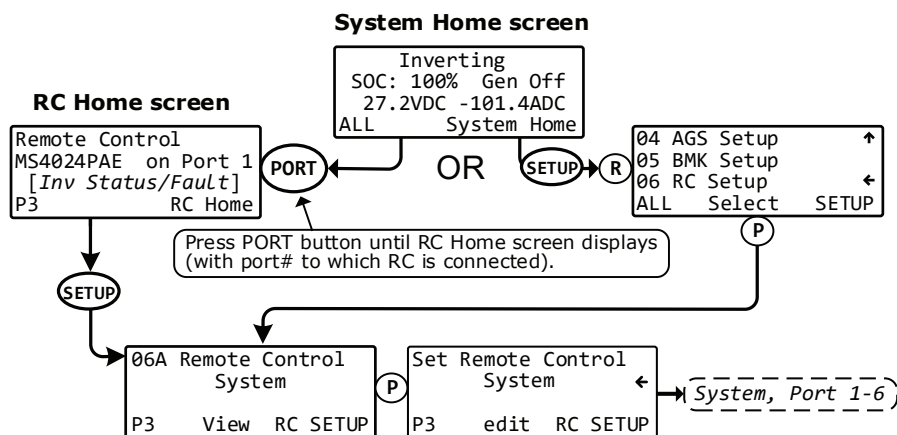 System Home screen
Inverting
SOC: 100% Gen Off
27.2VDC -101.4ADC
ALL System Home
RC Home screen
Remote Control
MS4024PAE on Port 1
[Inv Status/Fault]
P3 RC Home
PORT
OR
SETUP
R
04 AGS Setup ↑
05 BMK Setup
06 RC Setup ←
ALL Select SETUP
P
Press PORT button until RC Home screen displays
(with port# to which RC is connected).
SETUP
06A Remote Control
System
P3 View RC SETUP
P
Set Remote Control
System ←
P3 edit RC SETUP
System, Port 1-6